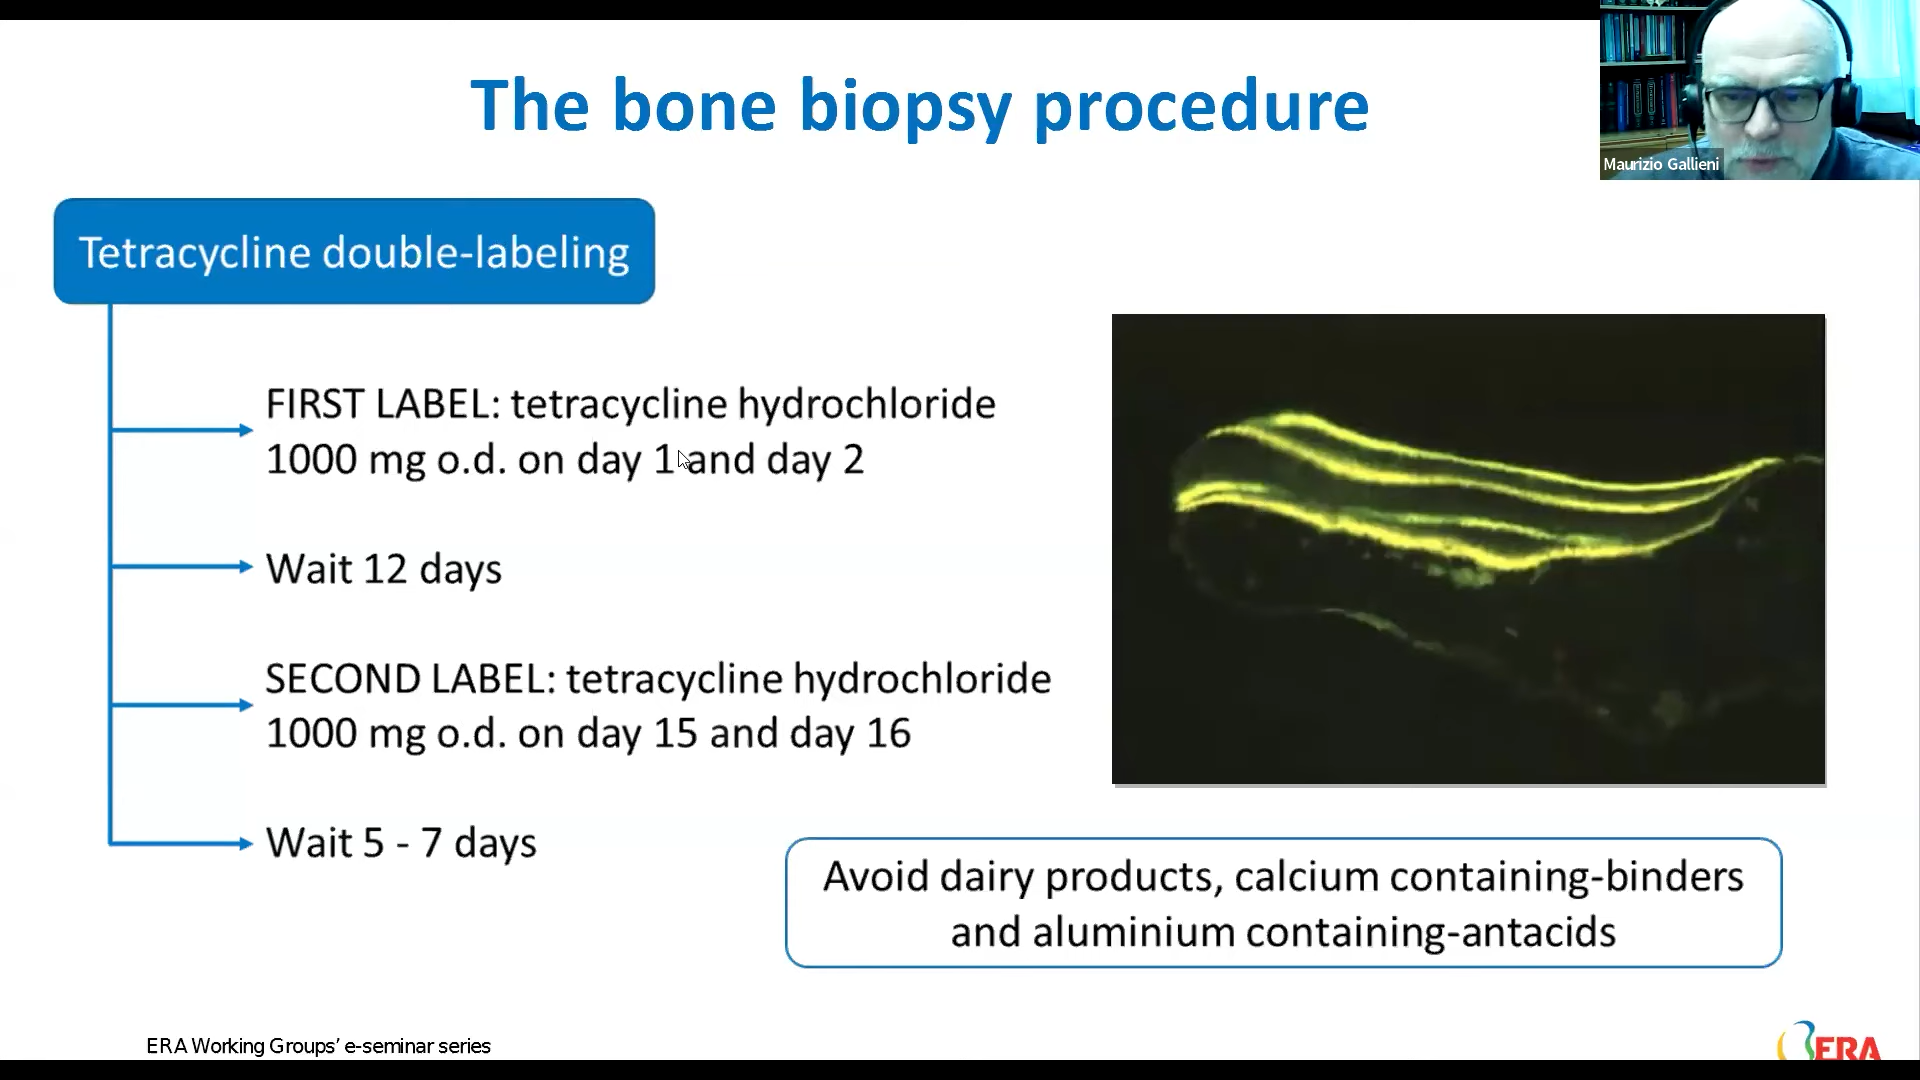 The bone biopsy procedure
Maurizio Gallieni
Tetracycline double-labeling
FIRST LABEL: tetracycline hydrochloride
1000 mg o.d. on day 1 and day 2
Wait 12 days
SECOND LABEL: tetracycline hydrochloride
1000 mg o.d. on day 15 and day 16
Wait 5 - 7 days
Avoid dairy products, calcium containing-binders
and aluminium containing-antacids
ERA Working Groups’ e-seminar series
ERA